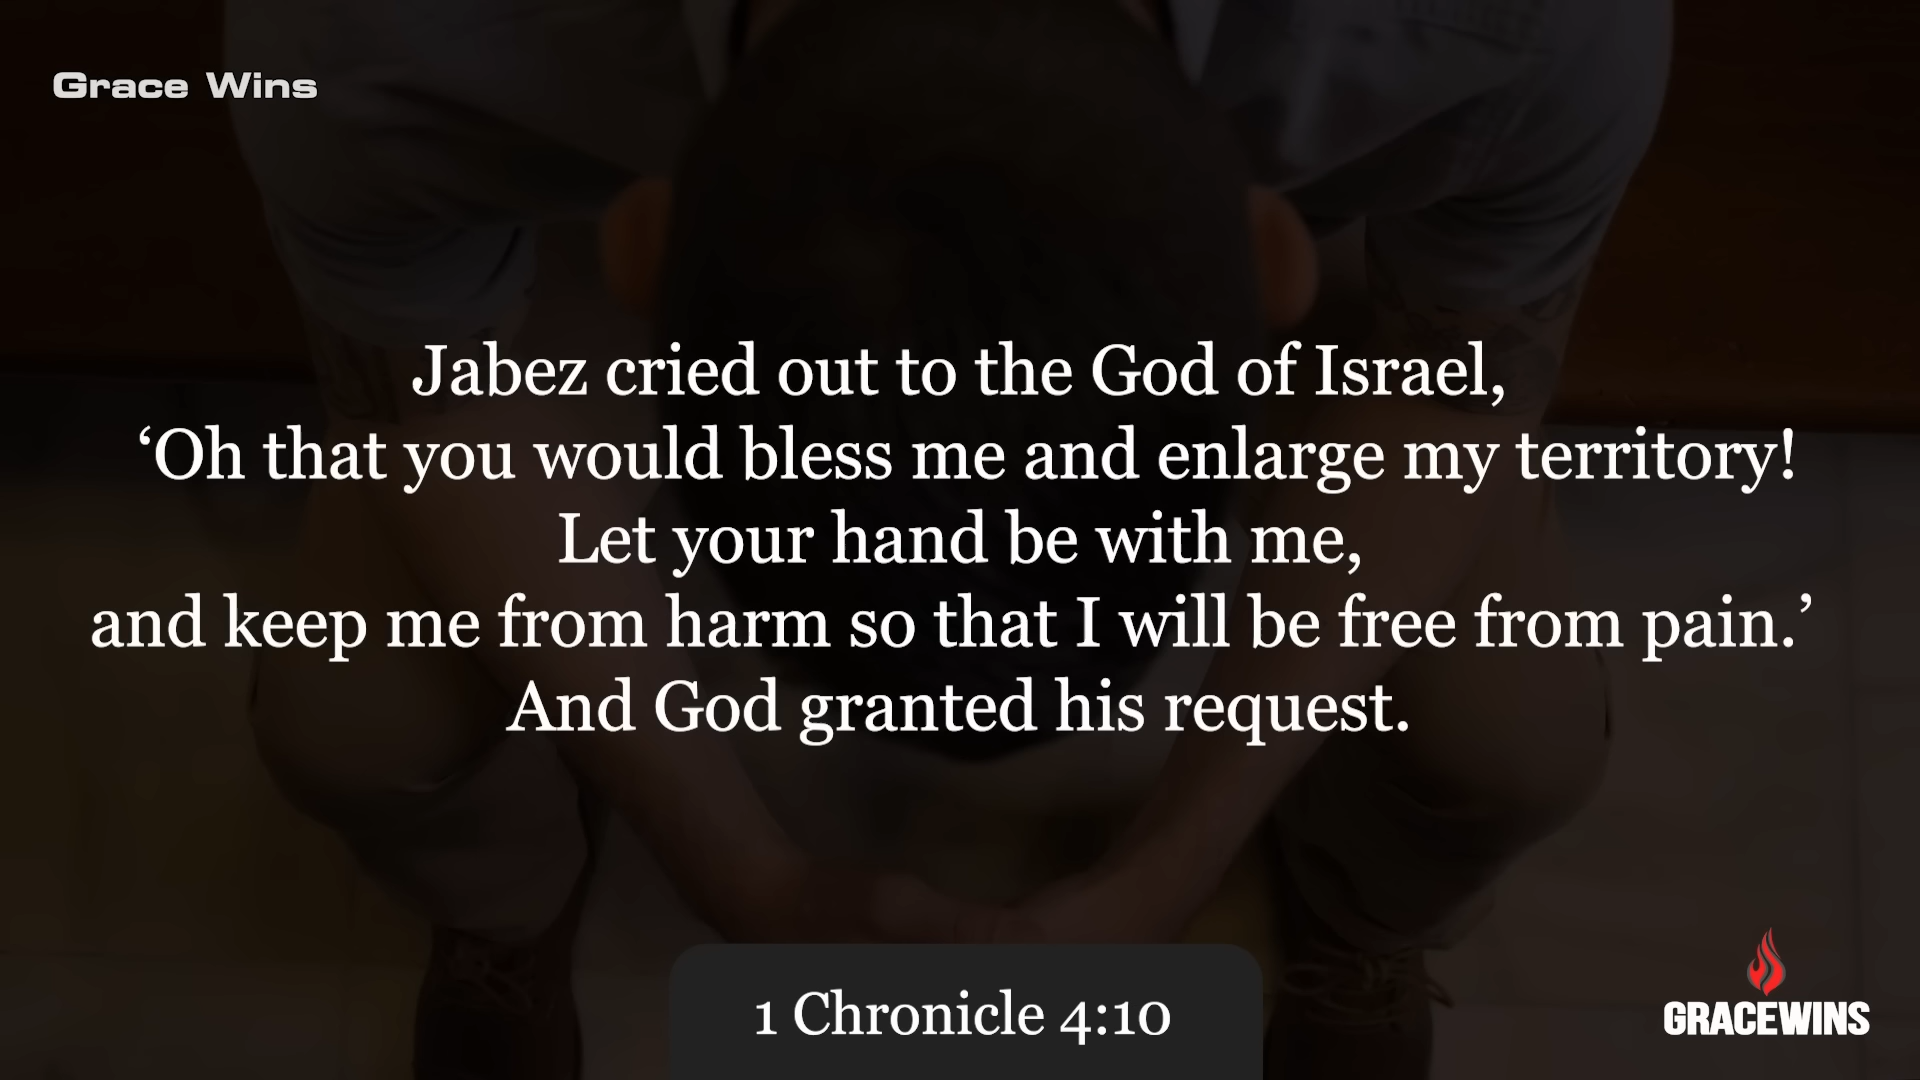 Grace Wins
Jabez cried out to the God of Israel,
‘Oh that you would bless me and enlarge my territory!
Let your hand be with me,
and keep me from harm so that I will be free from pain.’
And God granted his request.
1 Chronicle 4:10
GRACEWINS